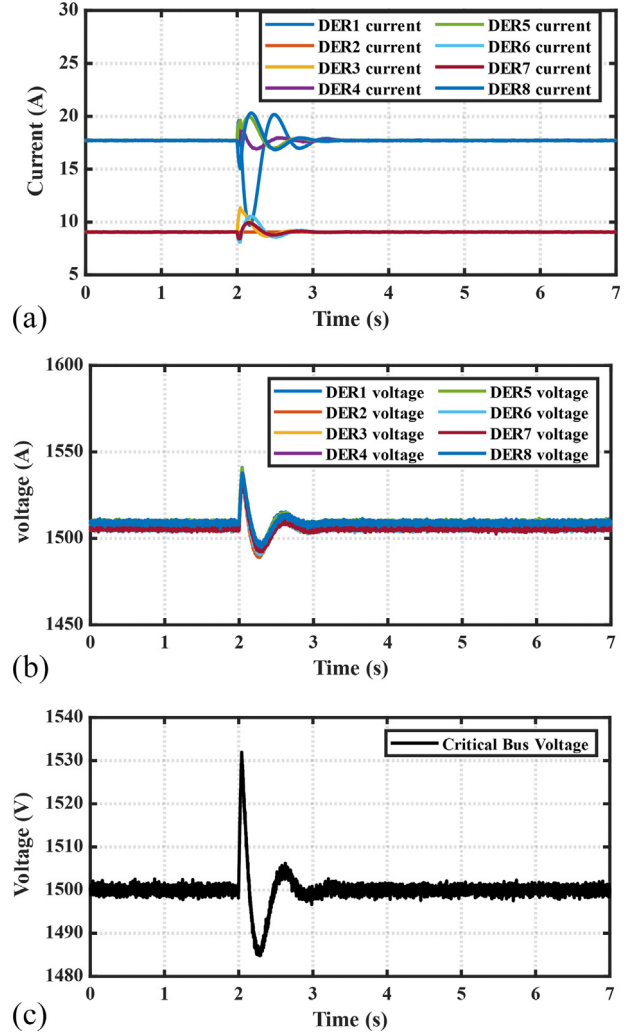 30
25
20
15
10
5
Current (A)
DER1 current DER5 current
DER2 current DER6 current
DER3 current DER7 current
DER4 current DER8 current
0 1 2 3 4 5 6 7
Time (s)
(a)
1600
1550
1500
1450
voltage (A)
DER1 voltage DER5 voltage
DER2 voltage DER6 voltage
DER3 voltage DER7 voltage
DER4 voltage DER8 voltage
0 1 2 3 4 5 6 7
Time (s)
(b)
1540
1530
1520
1510
1500
1490
1480
Voltage (V)
Critical Bus Voltage
0 1 2 3 4 5 6 7
Time (s)
(c)